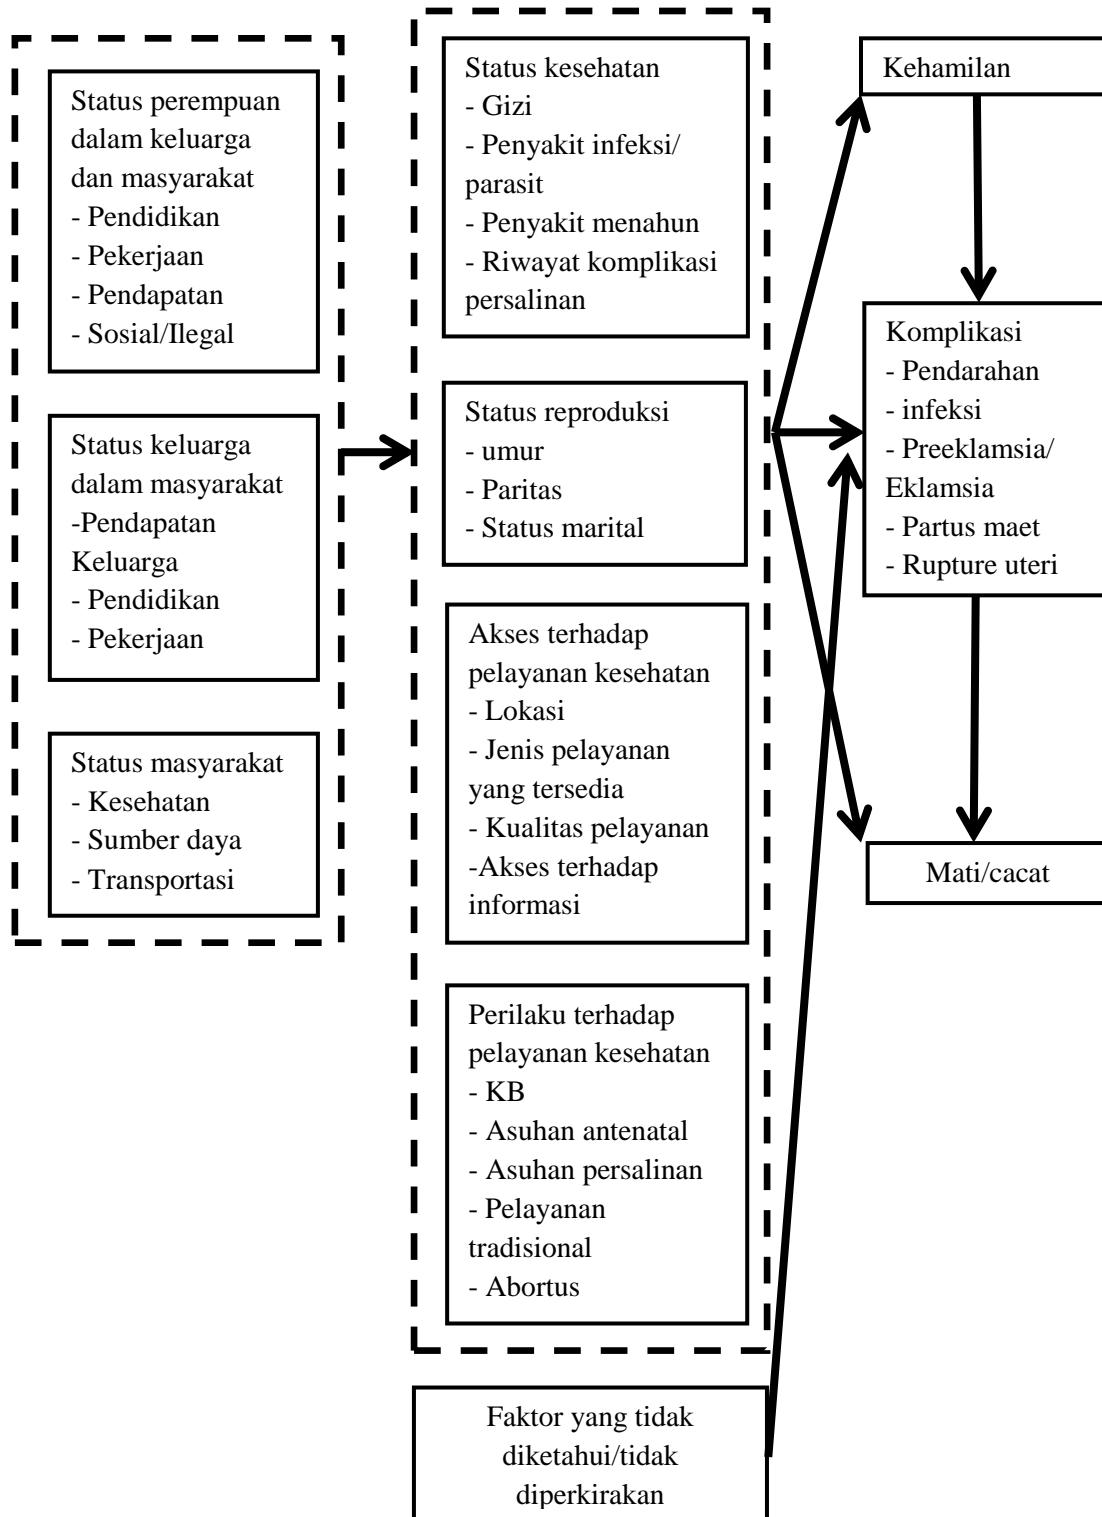 Status perempuan
dalam keluarga
dan masyarakat
- Pendidikan
- Pekerjaan
- Pendapatan
- Sosial/Ilegal
Status keluarga
dalam masyarakat
-Pendapatan
Keluarga
- Pendidikan
- Pekerjaan
Status masyarakat
- Kesehatan
- Sumber daya
- Transportasi
Status kesehatan
- Gizi
- Penyakit infeksi/
parasit
- Penyakit menahun
- Riwayat komplikasi
persalinan
Status reproduksi
- umur
- Paritas
- Status marital
Akses terhadap
pelayanan kesehatan
- Lokasi
- Jenis pelayanan
yang tersedia
- Kualitas pelayanan
-Akses terhadap
informasi
Perilaku terhadap
pelayanan kesehatan
- KB
- Asuhan antenatal
- Asuhan persalinan
- Pelayanan
tradisional
- Abortus
Faktor yang tidak
diketahui/tidak
diperkirakan
Kehamilan
Komplikasi
- Pendarahan
- infeksi
- Preeklamsia/
Eklamsia
- Partus maet
- Rupture uteri
Mati/cacat